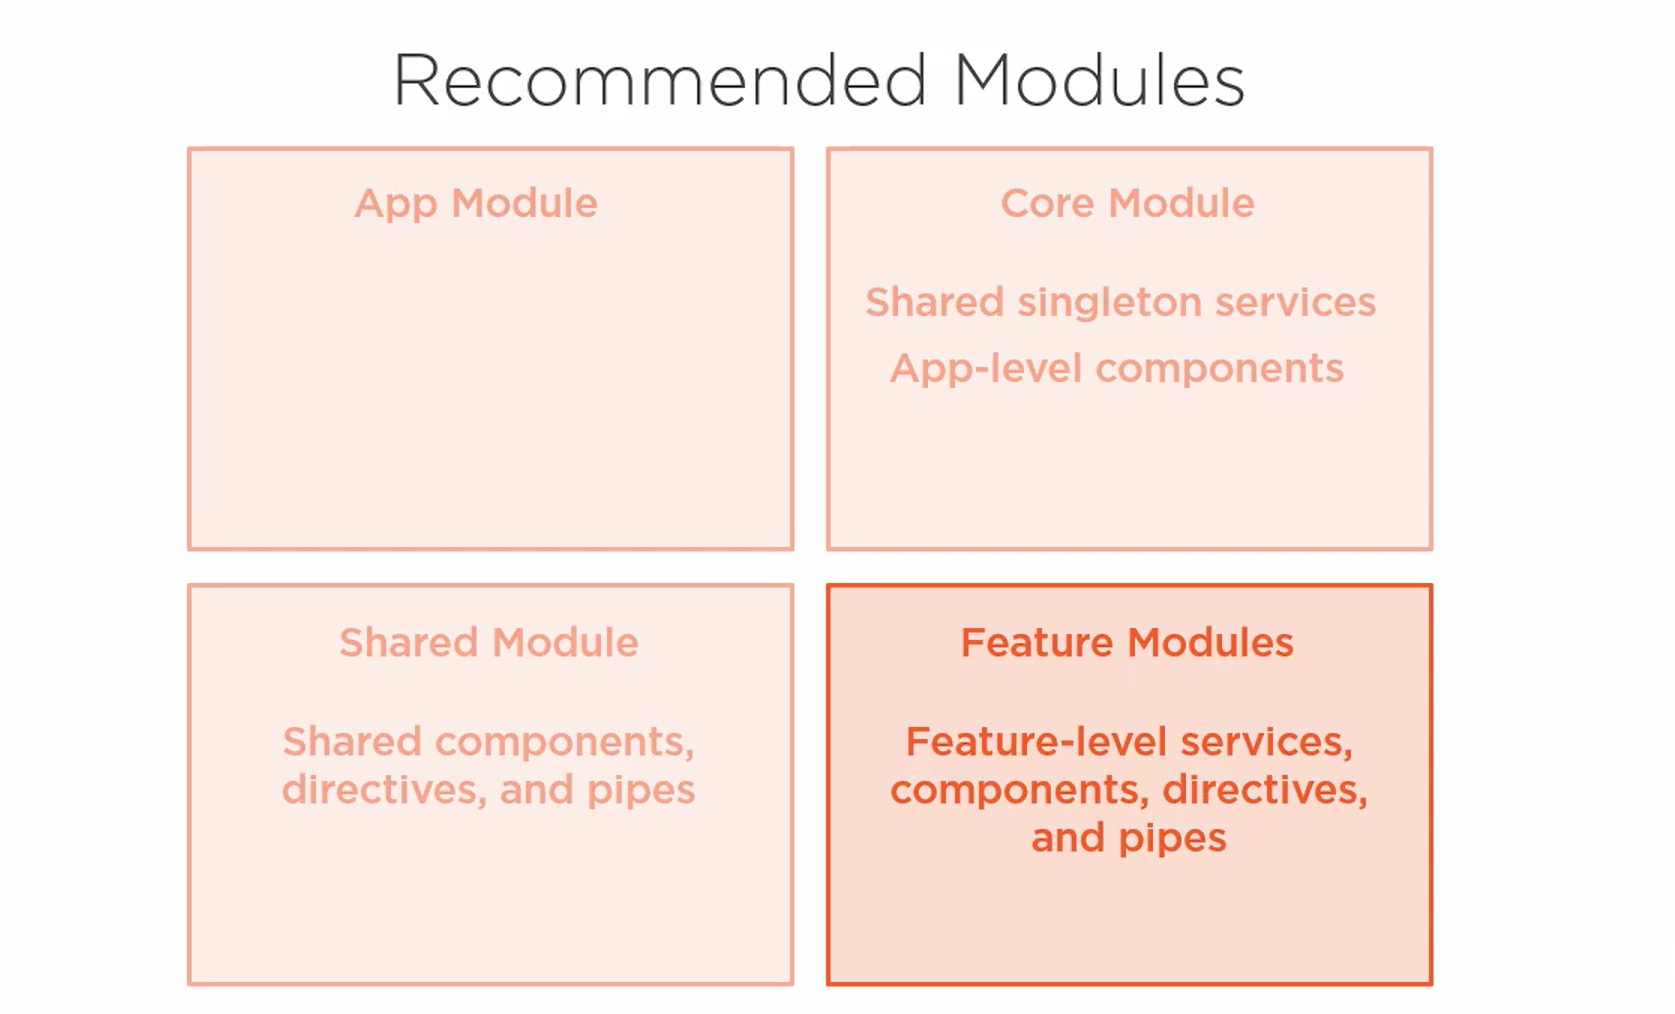 Recommended Modules
App Module
Core Module
Shared singleton services
App-level components
Shared Module
Shared components,
directives, and pipes
Feature Modules
Feature-level services,
components, directives,
and pipes